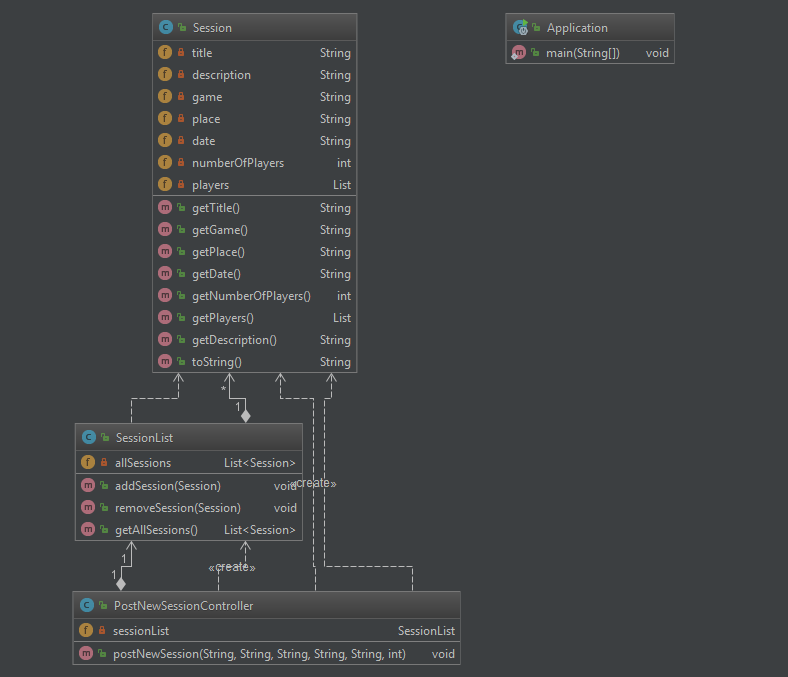 Session
title String
description String
game String
place String
date String
numberOfPlayers int
players List
getTitle() String
getGame() String
getPlace() String
getDate() String
getNumberOfPlayers() int
getPlayers() List
getDescription() String
toString() String
Application
main(String[]) void
*
1
SessionList
allSessions List<Session>
addSession(Session) void
«create»
removeSession(Session) void
getAllSessions() List<Session>
1
«create»
1
PostNewSessionController
sessionList SessionList
postNewSession(String, String, String, String, String, int) void